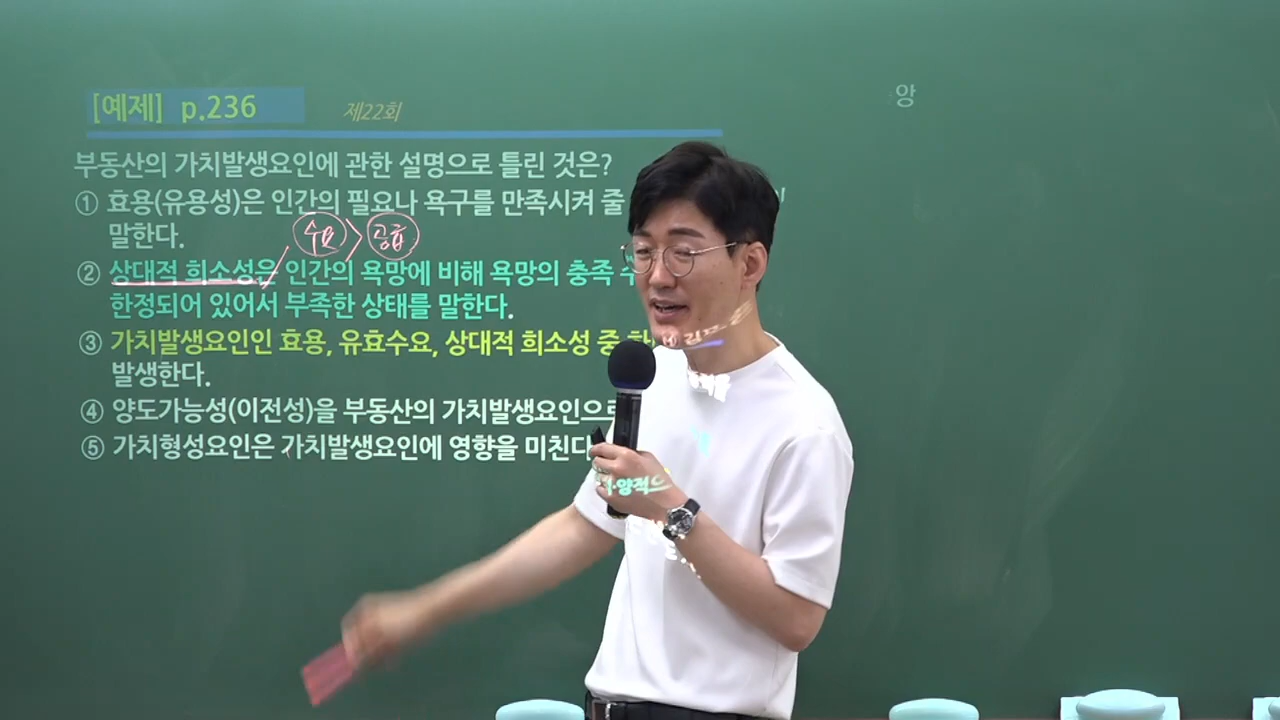 [예제] p.236 제22회
앙
부동산의 가치발생요인에 관한 설명으로 틀린 것은?
① 효용(유용성)은 인간의 필요나 욕구를 만족시켜 줄
말한다.
수요 > 공급
② 상대적 희소성은 인간의 욕망에 비해 욕망의 충족
한정되어 있어서 부족한 상태를 말한다.
③ 가치발생요인인 효용, 유효수요, 상대적 희소성 중
발생한다.
④ 양도가능성(이전성)을 부동산의 가치발생요인으로
⑤ 가치형성요인은 가치발생요인에 영향을 미친다